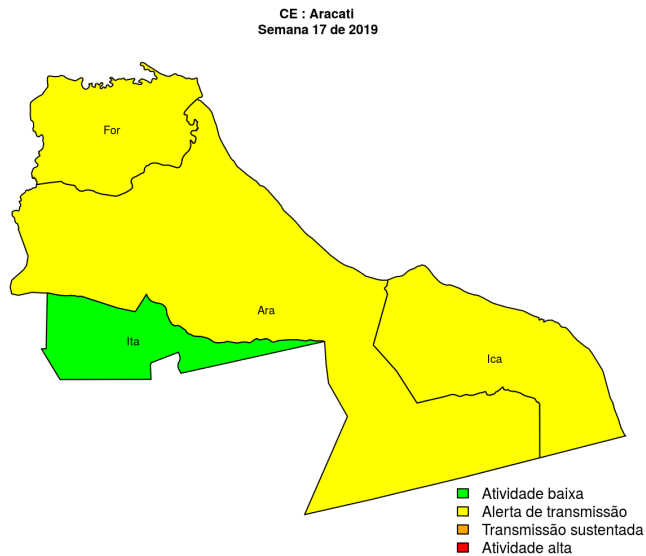 CE : Aracati
Semana 17 de 2019
For
Ara
Ita
Ica
Atividade baixa
Alerta de transmissão
Transmissão sustentada
Atividade alta